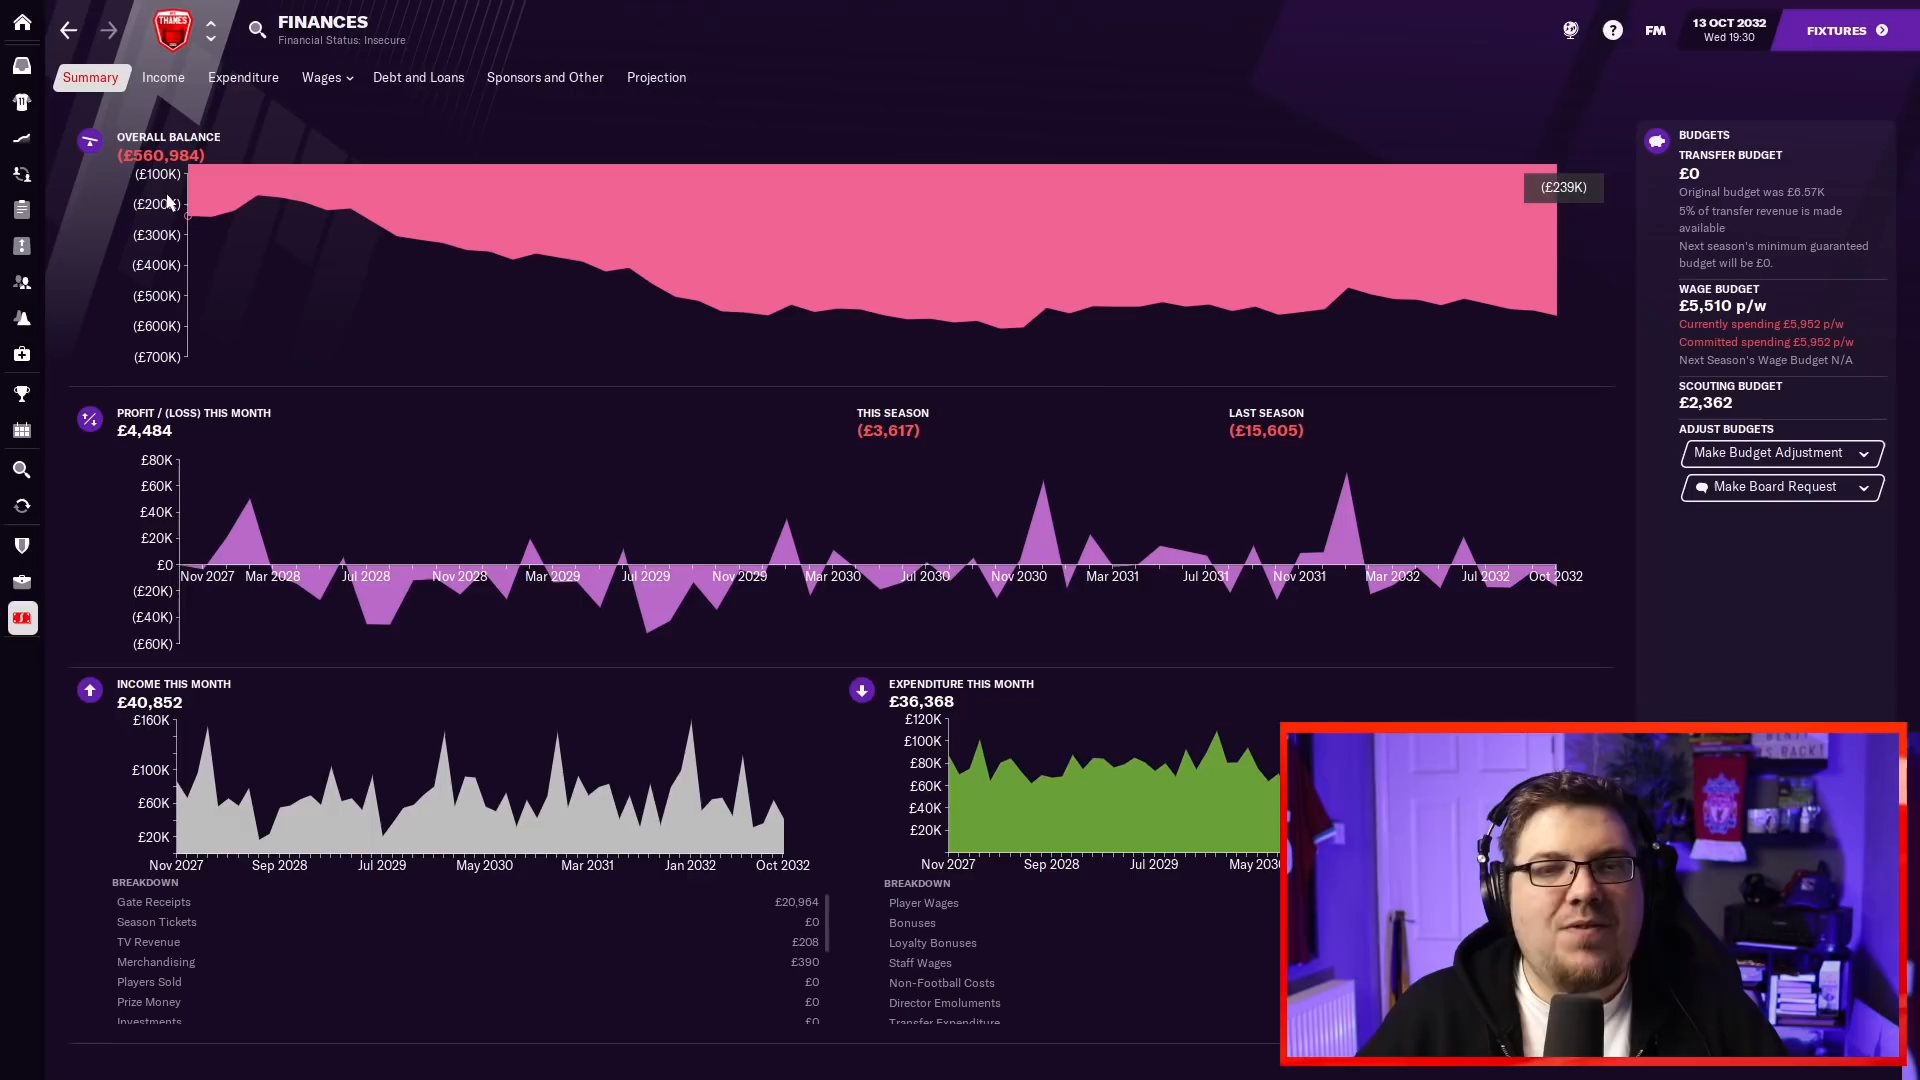 THAMES
FINANCES
Financial Status: Insecure
FM
13 OCT 2032
Wed 19:30
FIXTURES
Summary
Income
Expenditure
Wages
Debt and Loans
Sponsors and Other
Projection
OVERALL BALANCE
(£560,984)
(£100K)
(£200K)
(£300K)
(£400K)
(£500K)
(£600K)
(£700K)
(£239K)
PROFIT / (LOSS) THIS MONTH
£4,484
THIS SEASON
(£3,617)
LAST SEASON
(£15,605)
£80K
£60K
£40K
£20K
£0
(£20K)
(£40K)
(£60K)
Nov 2027
Mar 2028
Jul 2028
Nov 2028
Mar 2029
Jul 2029
Nov 2029
Mar 2030
Jul 2030
Nov 2030
Mar 2031
Jul 2031
Nov 2031
Mar 2032
Jul 2032
Oct 2032
INCOME THIS MONTH
£40,852
£160K
£100K
£60K
£20K
Nov 2027
Sep 2028
Jul 2029
May 2030
Mar 2031
Jan 2032
Oct 2032
BREAKDOWN
Gate Receipts £20,964
Season Tickets £0
TV Revenue £208
Merchandising £390
Players Sold £0
Prize Money £0
Investments £0
EXPENDITURE THIS MONTH
£36,368
£120K
£100K
£80K
£60K
£40K
£20K
Nov 2027
Sep 2028
Jul 2029
May 2030
BREAKDOWN
Player Wages
Bonuses
Loyalty Bonuses
Staff Wages
Non-Football Costs
Director Emoluments
Transfer Expenditure
BUDGETS
TRANSFER BUDGET
£0
Original budget was £6.57K
5% of transfer revenue is made
available
Next season's minimum guaranteed
budget will be £0.
WAGE BUDGET
£5,510 p/w
Currently spending £5,952 p/w
Committed spending £5,952 p/w
Next Season's Wage Budget N/A
SCOUTING BUDGET
£2,362
ADJUST BUDGETS
Make Budget Adjustment
Make Board Request
BACK!